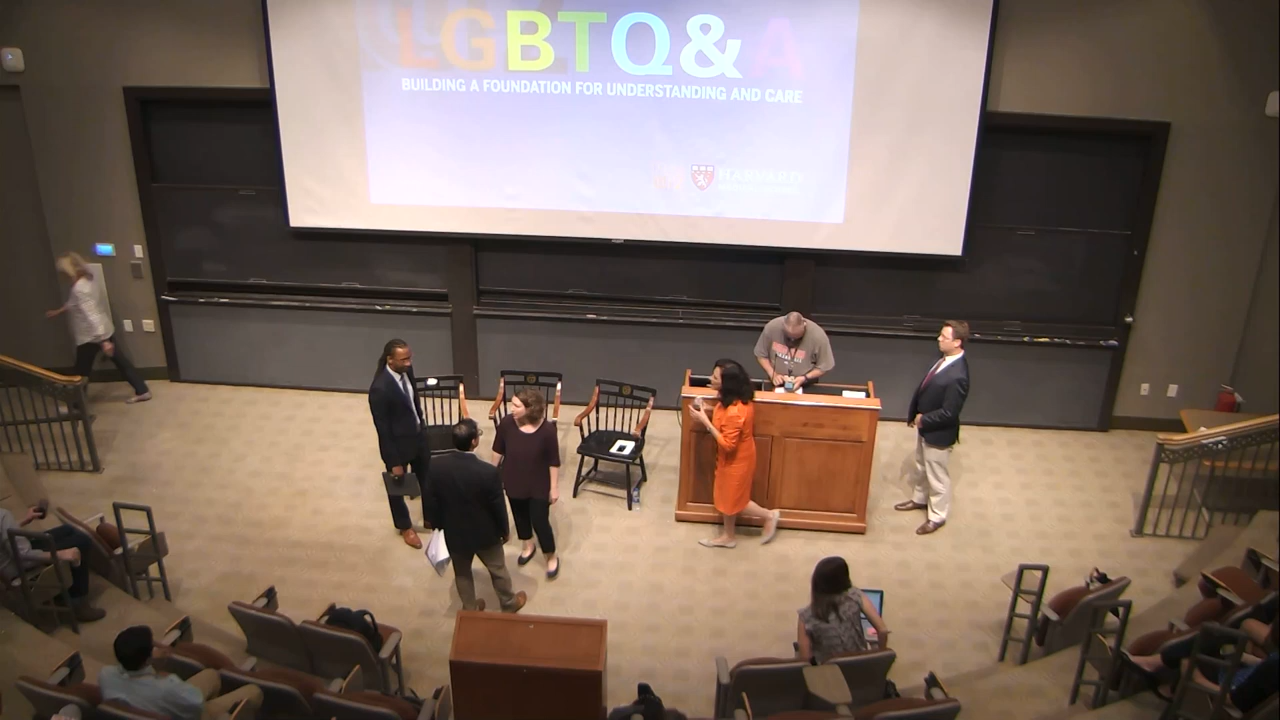 LGBTQ&A
BUILDING A FOUNDATION FOR UNDERSTANDING AND CARE
HARVARD